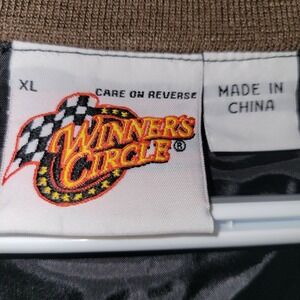 XL
CARE ON REVERSE
WINNER'S
CIRCLE®
MADE IN
CHINA